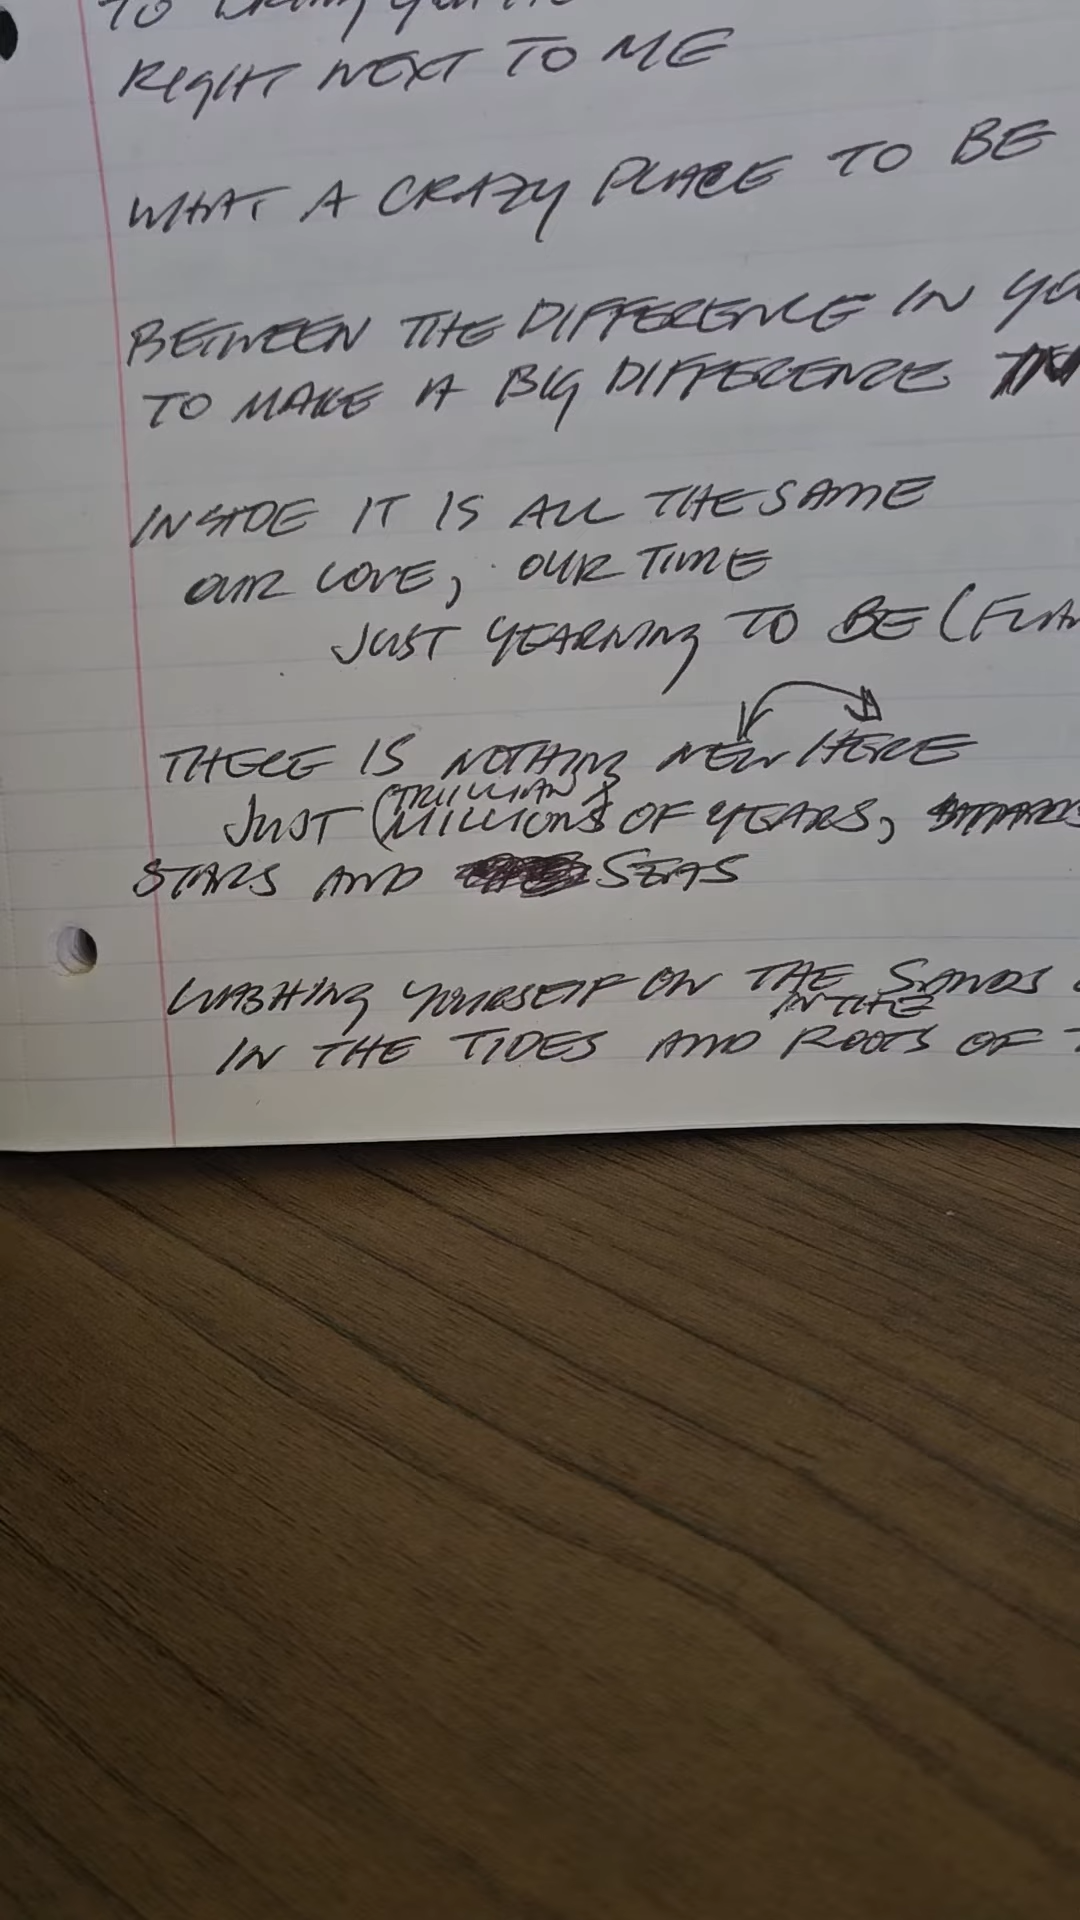 TO
RIGHT NEXT TO ME
WHAT A CRAZY PLACE TO BE
BETWEEN THE DIFFERENCE IN
TO MAKE A BIG DIFFERENCE
INSIDE IT IS ALL THE SAME
OUR LOVE, OUR TIME
JUST YEARNING TO BE (
THERE IS NOTHING NEW HERE
(TRILLIAN)
JUST (MILLIONS OF YEARS,
STARS AND SEAS
WASHING YOURSELF ON THE SANDS
IN THE
IN THE TIDES AND ROOTS OF